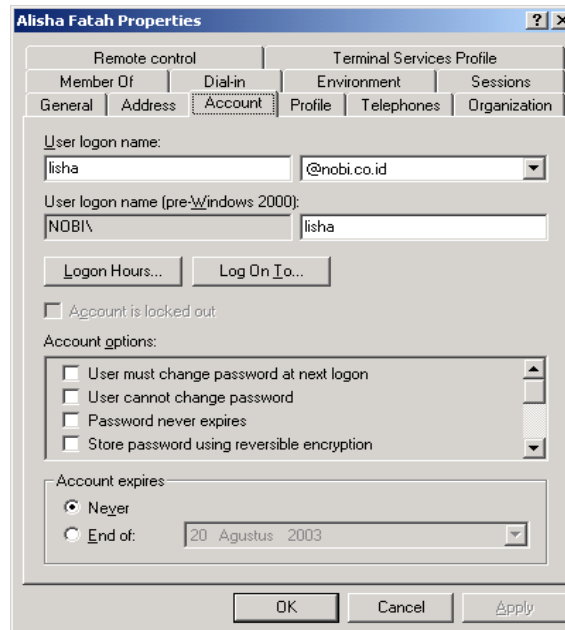 Alisha Fatah Properties
Remote control Terminal Services Profile
Member Of Dial-in Environment Sessions
General Address Account Profile Telephones Organization
User logon name:
lisha @nobi.co.id
User logon name (pre-Windows 2000):
NOBI\ lisha
Logon Hours... Log On To...
Account is locked out
Account options:
User must change password at next logon
User cannot change password
Password never expires
Store password using reversible encryption
Account expires
Never
End of: 20 Agustus 2003
OK Cancel Apply